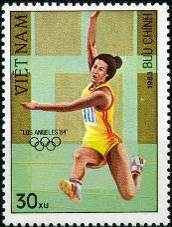 VIỆT NAM
1983 BƯU CHÍNH
"LOS ANGELES '84"
30XU